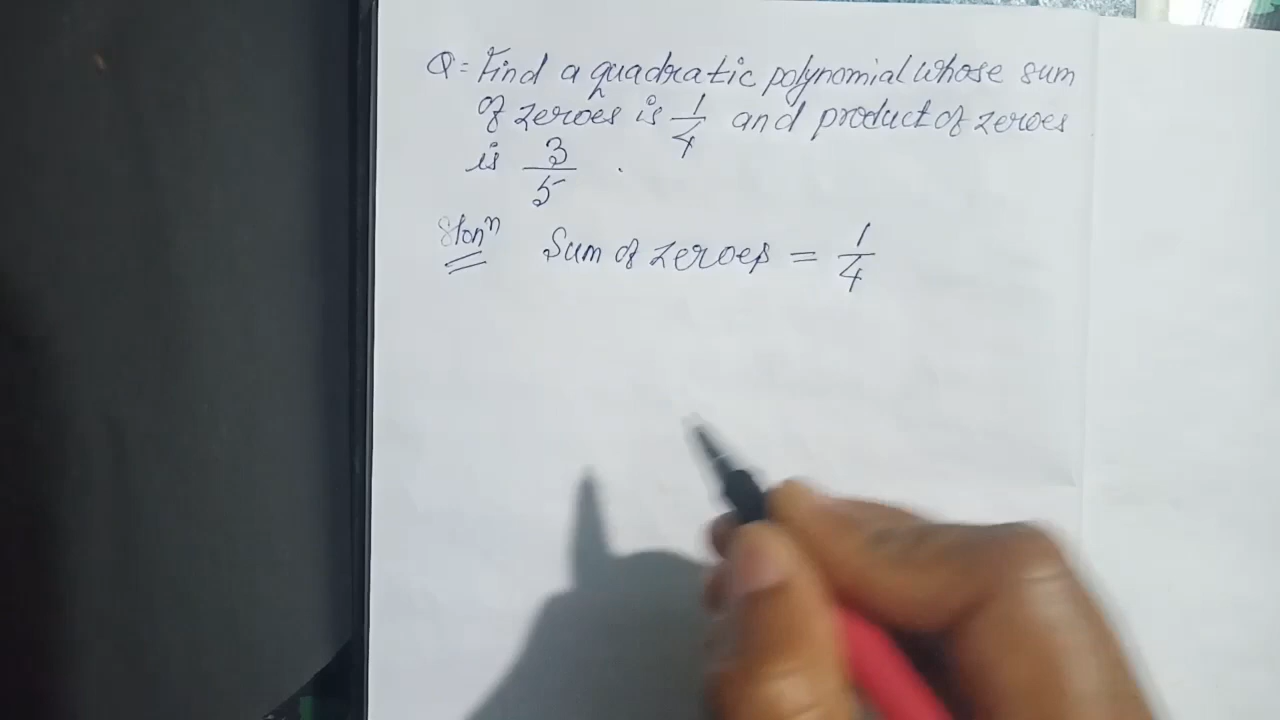 Q = Find a quadratic polynomial whose sum
of zeroes is 1/4 and product of zeroes
is 3/5 .
Slonⁿ Sum of zeroes = 1/4